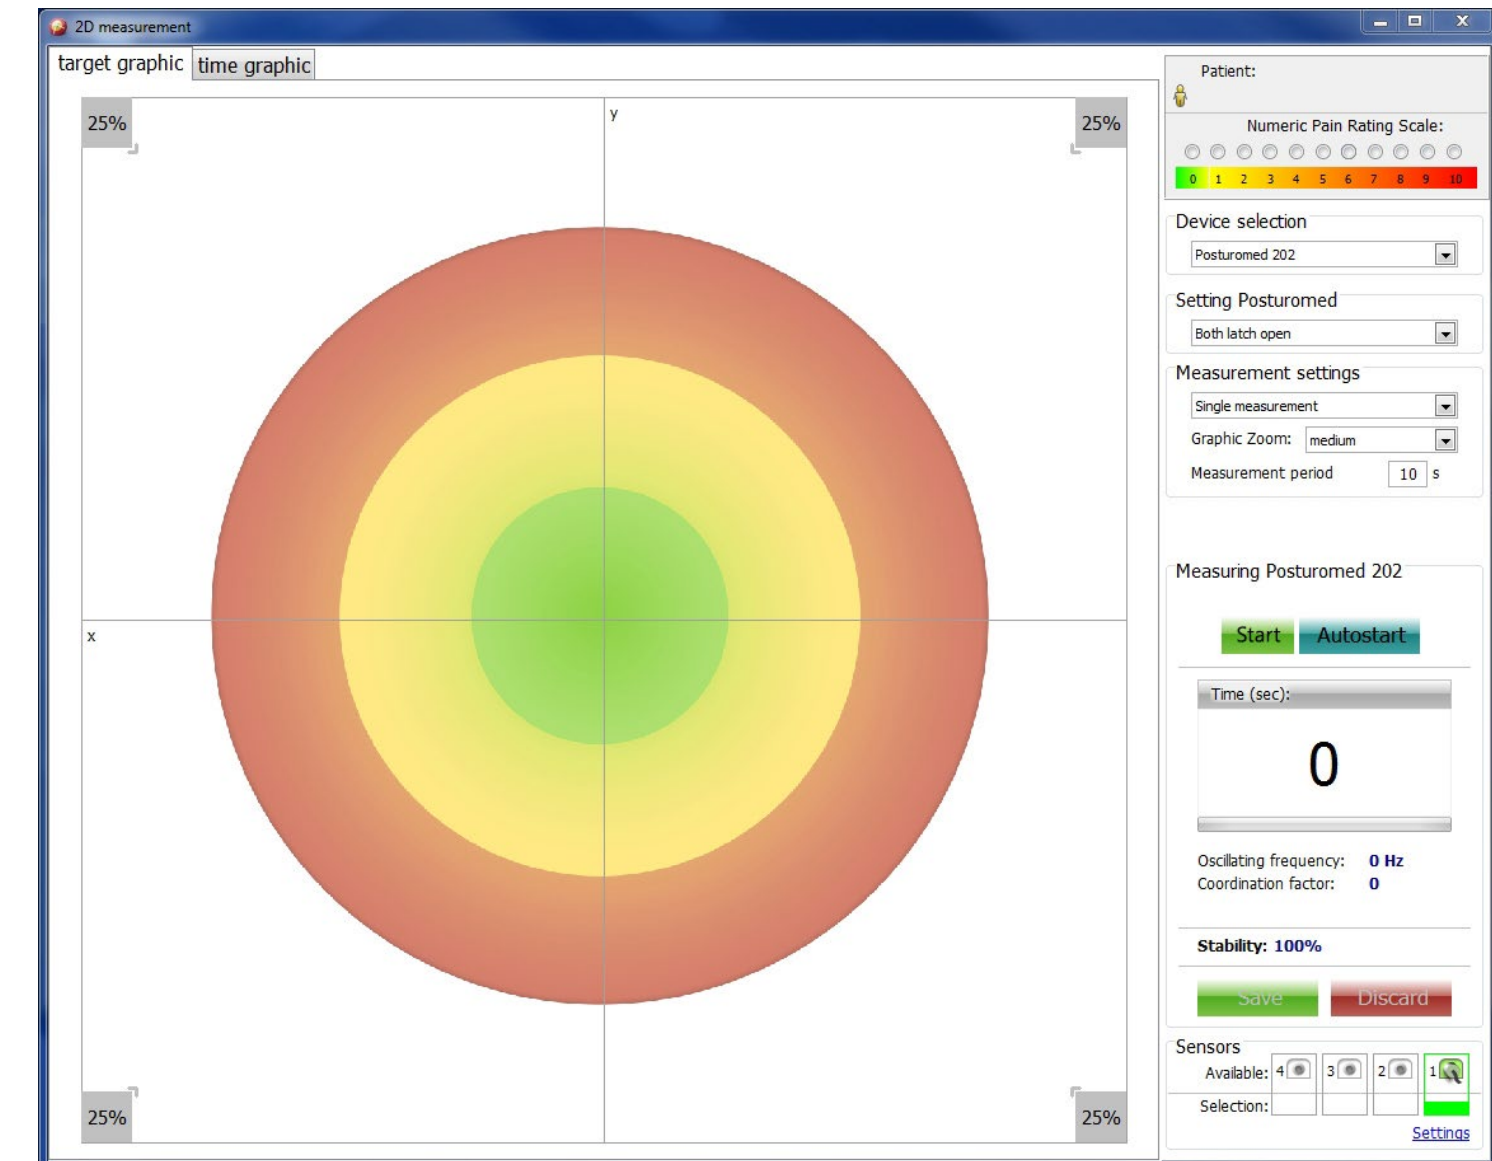 2D measurement
target graphic
time graphic
25%
y
25%
x
25%
25%
Patient:
Numeric Pain Rating Scale:
0 1 2 3 4 5 6 7 8 9 10
Device selection
Posturomed 202
Setting Posturomed
Both latch open
Measurement settings
Single measurement
Graphic Zoom: medium
Measurement period 10 s
Measuring Posturomed 202
Start Autostart
Time (sec):
0
Oscillating frequency: 0 Hz
Coordination factor: 0
Stability: 100%
Save Discard
Sensors
Available: 4 3 2 1
Selection:
Settings